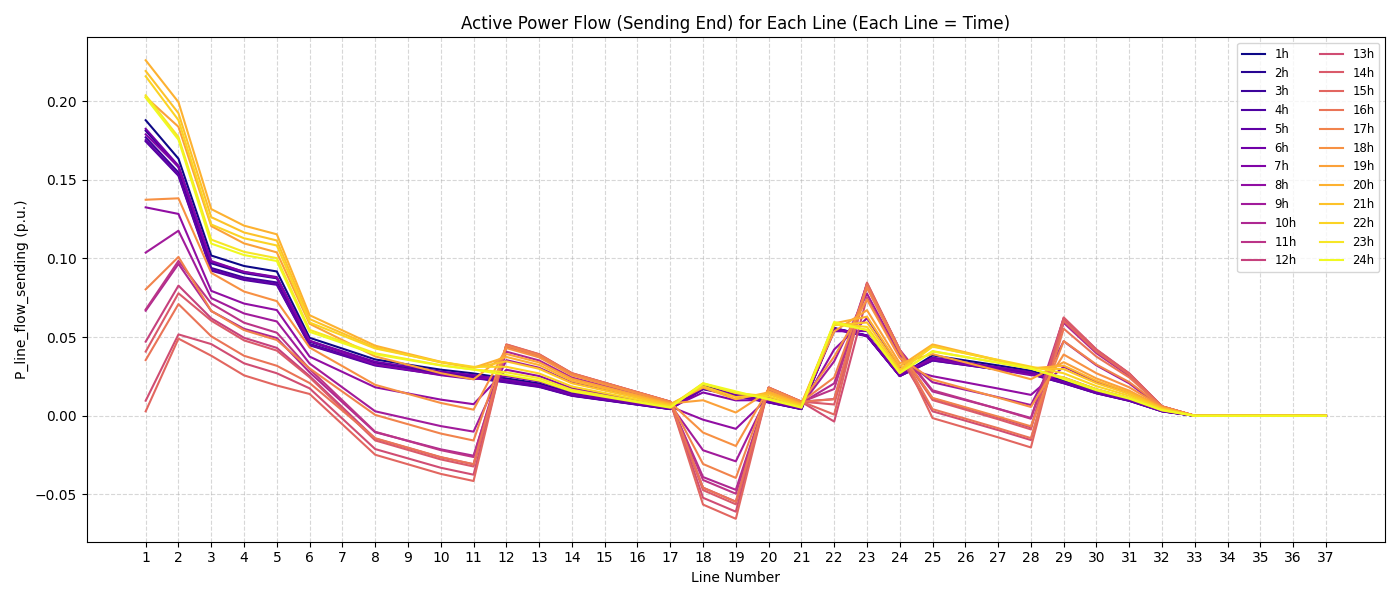 Active Power Flow (Sending End) for Each Line (Each Line = Time)
P_line_flow_sending (p.u.)
0.20
0.15
0.10
0.05
0.00
−0.05
1h
2h
3h
4h
5h
6h
7h
8h
9h
10h
11h
12h
13h
14h
15h
16h
17h
18h
19h
20h
21h
22h
23h
24h
1 2 3 4 5 6 7 8 9 10 11 12 13 14 15 16 17 18 19 20 21 22 23 24 25 26 27 28 29 30 31 32 33 34 35 36 37
Line Number